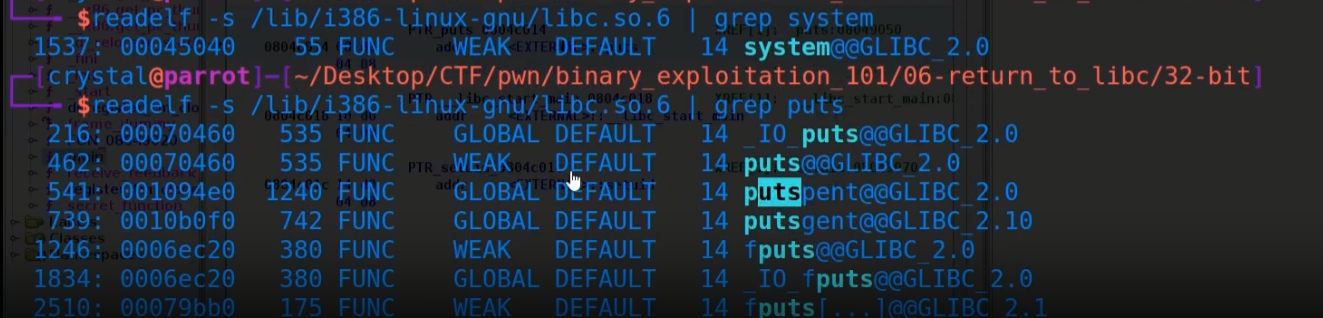 $readelf -s /lib/i386-linux-gnu/libc.so.6 | grep system
1537: 00045040 55 FUNC WEAK DEFAULT 14 system@@GLIBC_2.0
[crystal@parrot]-[~/Desktop/CTF/pwn/binary_exploitation_101/06-return_to_libc/32-bit]
$readelf -s /lib/i386-linux-gnu/libc.so.6 | grep puts
216: 00070460 535 FUNC GLOBAL DEFAULT 14 _IO_puts@@GLIBC_2.0
462: 00070460 535 FUNC WEAK DEFAULT 14 puts@@GLIBC_2.0
541: 001094e0 1240 FUNC GLOBAL DEFAULT 14 putspent@@GLIBC_2.0
739: 0010b0f0 742 FUNC GLOBAL DEFAULT 14 putsgent@@GLIBC_2.10
1246: 0006ec20 380 FUNC WEAK DEFAULT 14 fputs@@GLIBC_2.0
1834: 0006ec20 380 FUNC GLOBAL DEFAULT 14 _IO_fputs@@GLIBC_2.0
2510: 00079bb0 175 FUNC WEAK DEFAULT 14 fputs[...]@@GLIBC_2.1